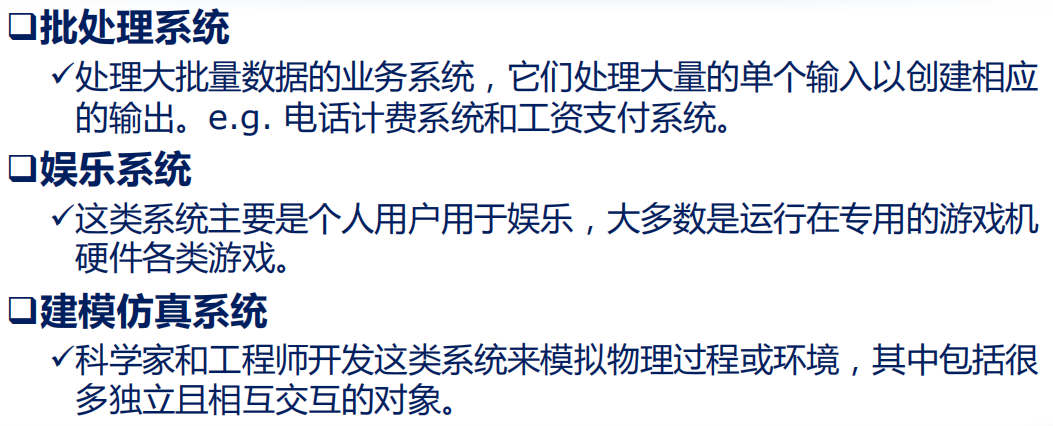 ❑批处理系统
✓处理大批量数据的业务系统，它们处理大量的单个输入以创建相应
的输出。e.g. 电话计费系统和工资支付系统。
❑娱乐系统
✓这类系统主要是个人用户用于娱乐，大多数是运行在专用的游戏机
硬件各类游戏。
❑建模仿真系统
✓科学家和工程师开发这类系统来模拟物理过程或环境，其中包括很
多独立且相互交互的对象。